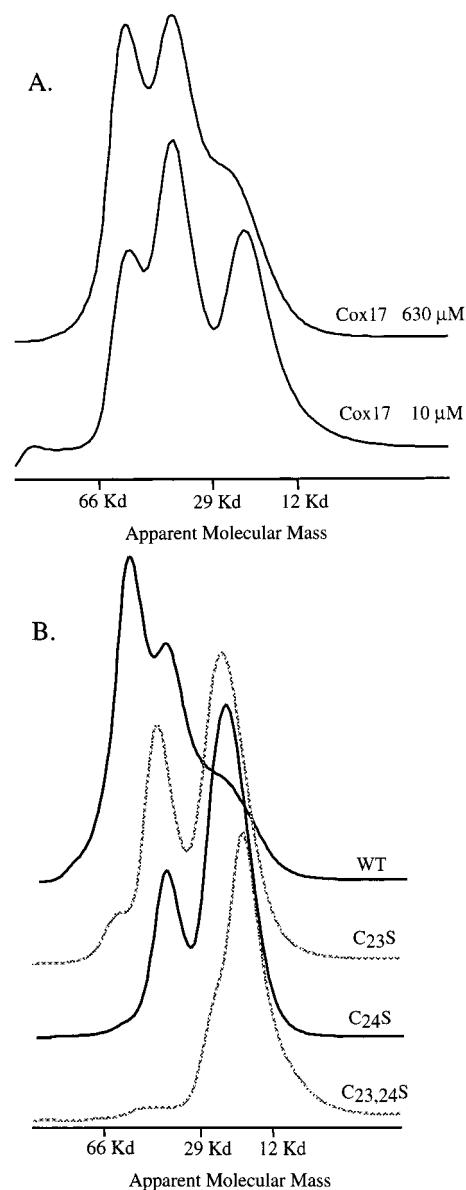 A.
Cox17 630 μM
Cox17 10 μM
66 Kd 29 Kd 12 Kd
Apparent Molecular Mass
B.
WT
C23S
C24S
C23,24S
66 Kd 29 Kd 12 Kd
Apparent Molecular Mass